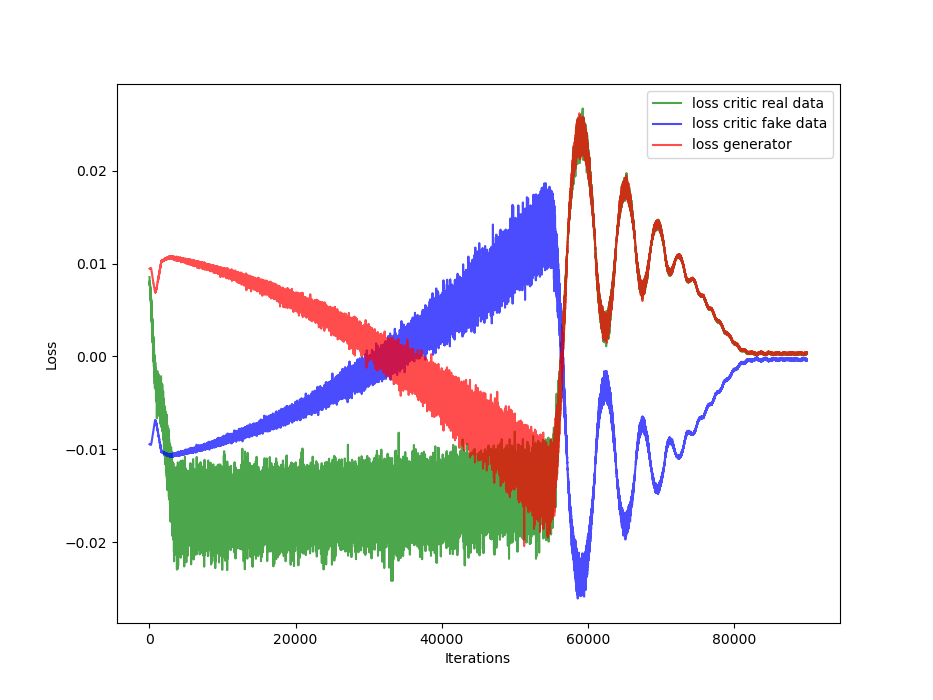 loss critic real data
loss critic fake data
loss generator
0.02
0.01
0.00
−0.01
−0.02
Loss
0 20000 40000 60000 80000
Iterations